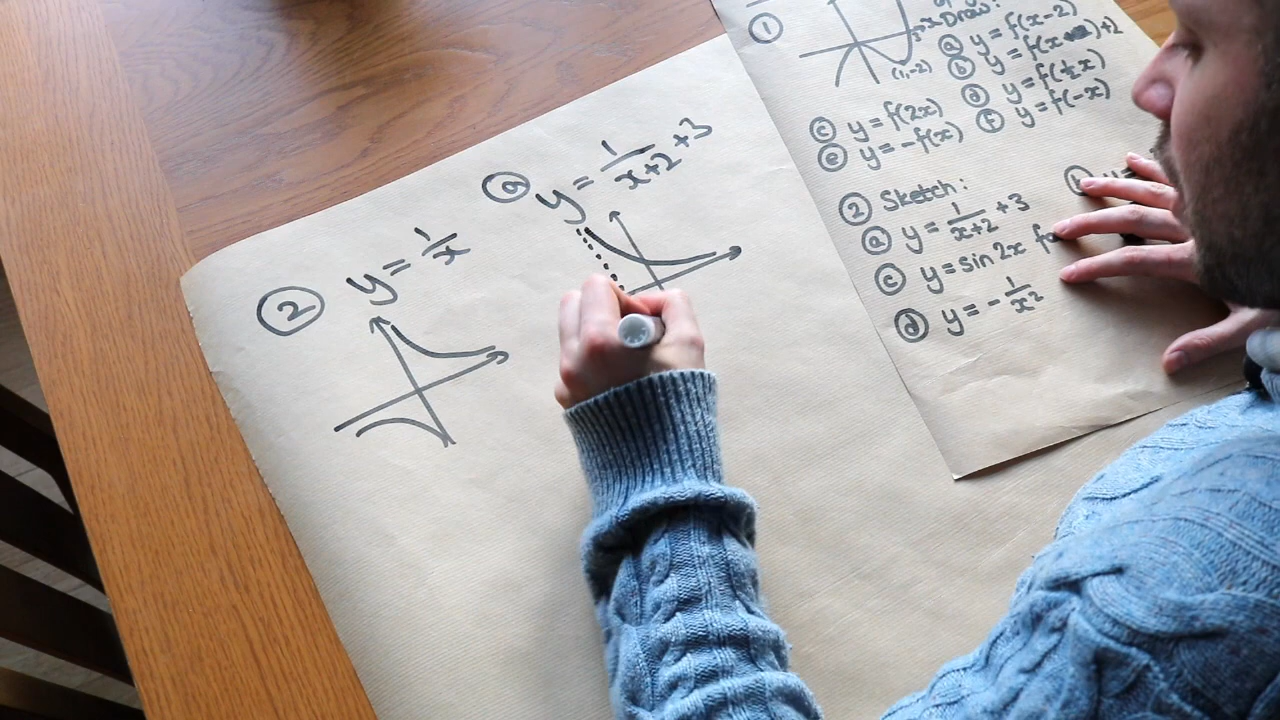 ② y = 1/x
ⓐ y = 1/(x+2) + 3
①
x
(1,-2)
Draw:
ⓐ y = f(x-2)
ⓑ y = f(x)+2
ⓒ y = f(2x)
ⓓ y = f(½x)
ⓔ y = -f(x)
ⓕ y = f(-x)
② Sketch:
ⓐ y = 1/(x+2) + 3
ⓒ y = sin 2x
ⓓ y = - 1/x²